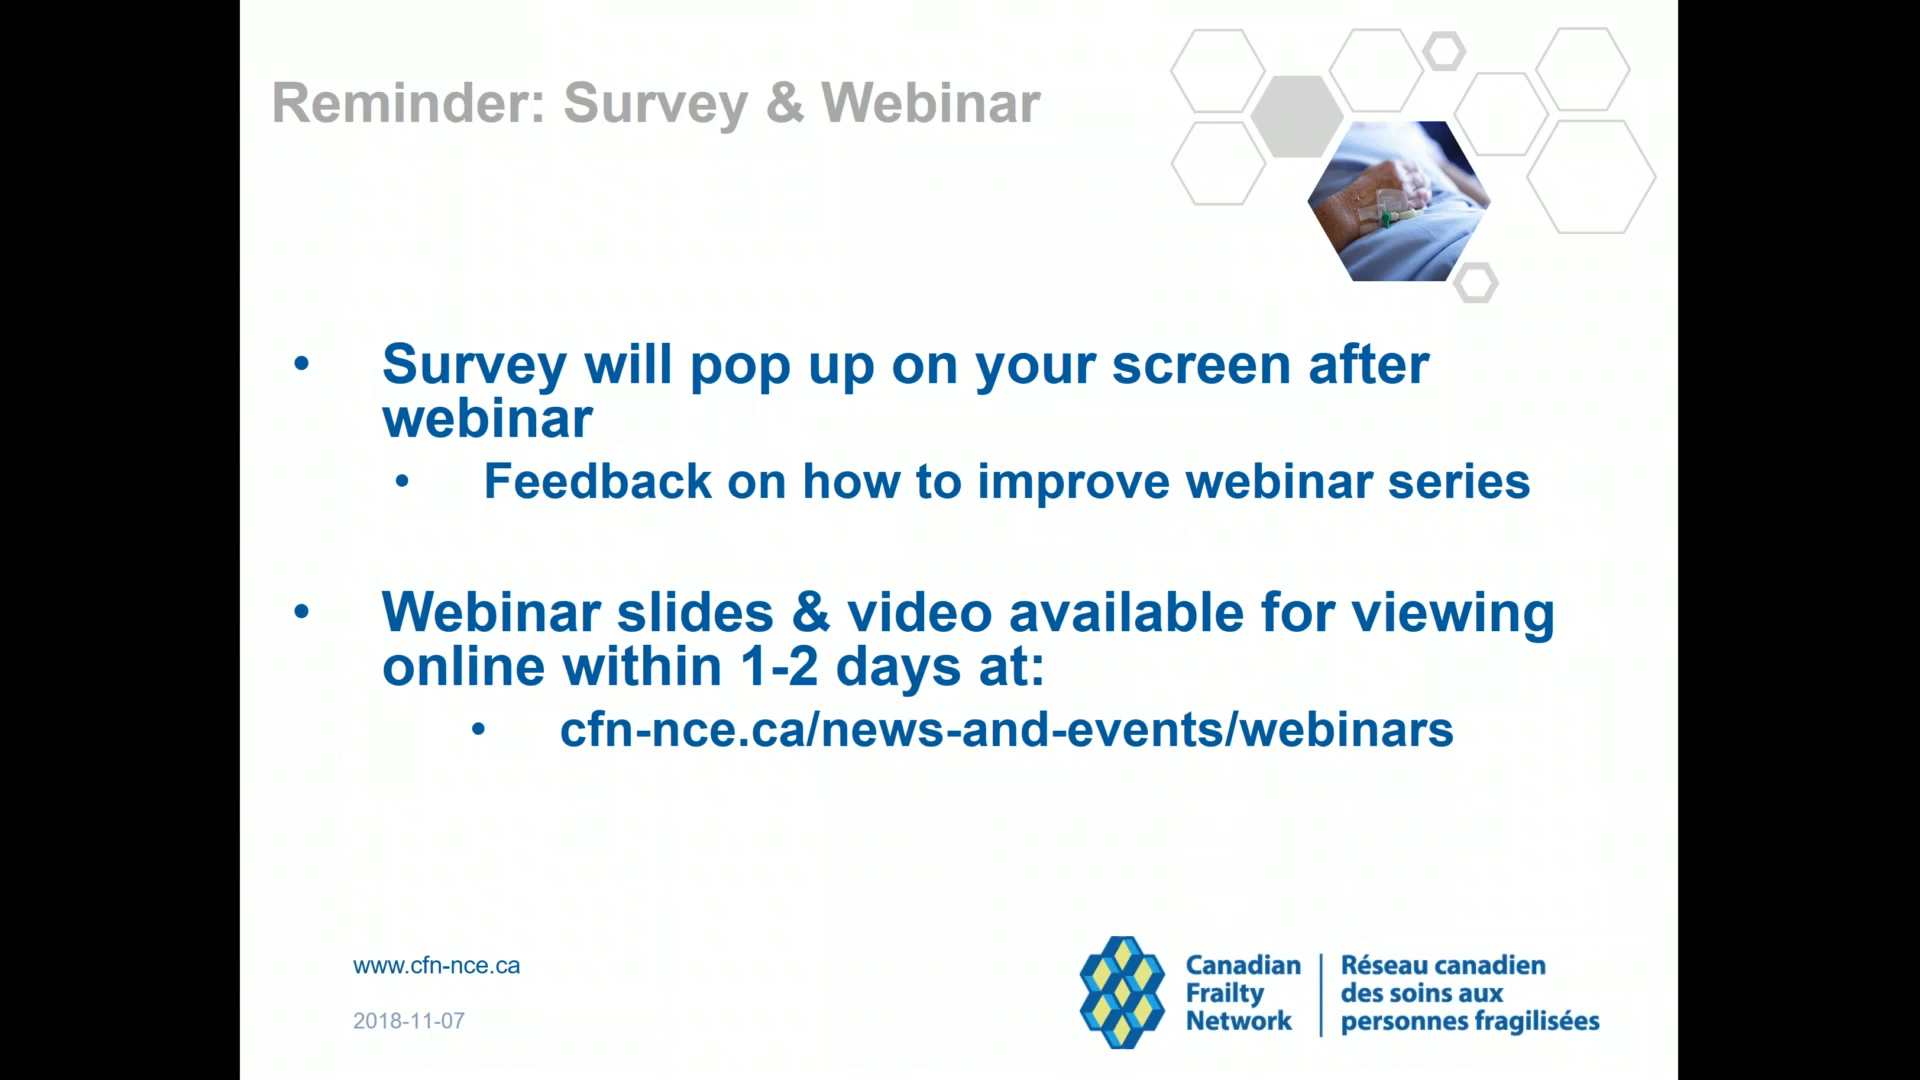 Reminder: Survey & Webinar
• Survey will pop up on your screen after
webinar
• Feedback on how to improve webinar series
• Webinar slides & video available for viewing
online within 1-2 days at:
• cfn-nce.ca/news-and-events/webinars
www.cfn-nce.ca
2018-11-07
Canadian
Frailty
Network
Réseau canadien
des soins aux
personnes fragilisées